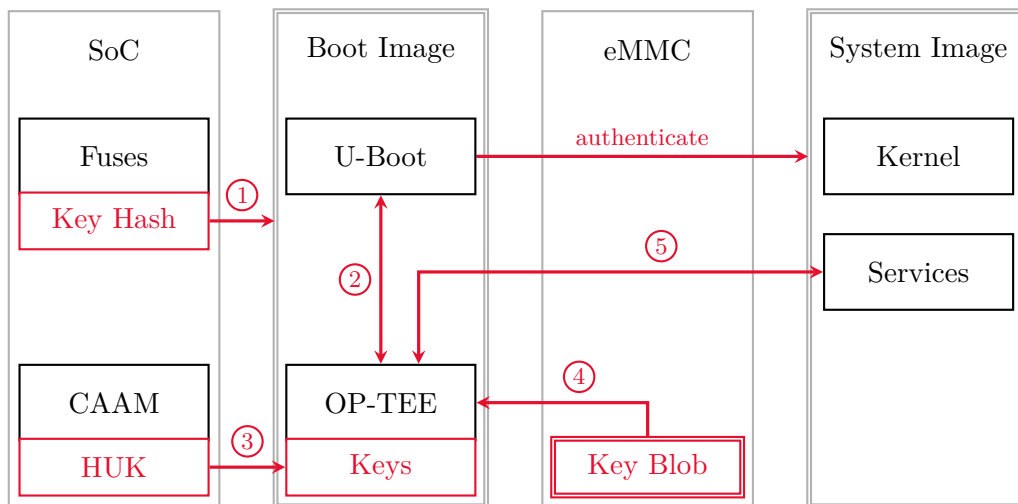 SoC
Boot Image
eMMC
System Image
Fuses
Key Hash
1
U-Boot
authenticate
Kernel
2
5
Services
CAAM
HUK
3
OP-TEE
Keys
4
Key Blob